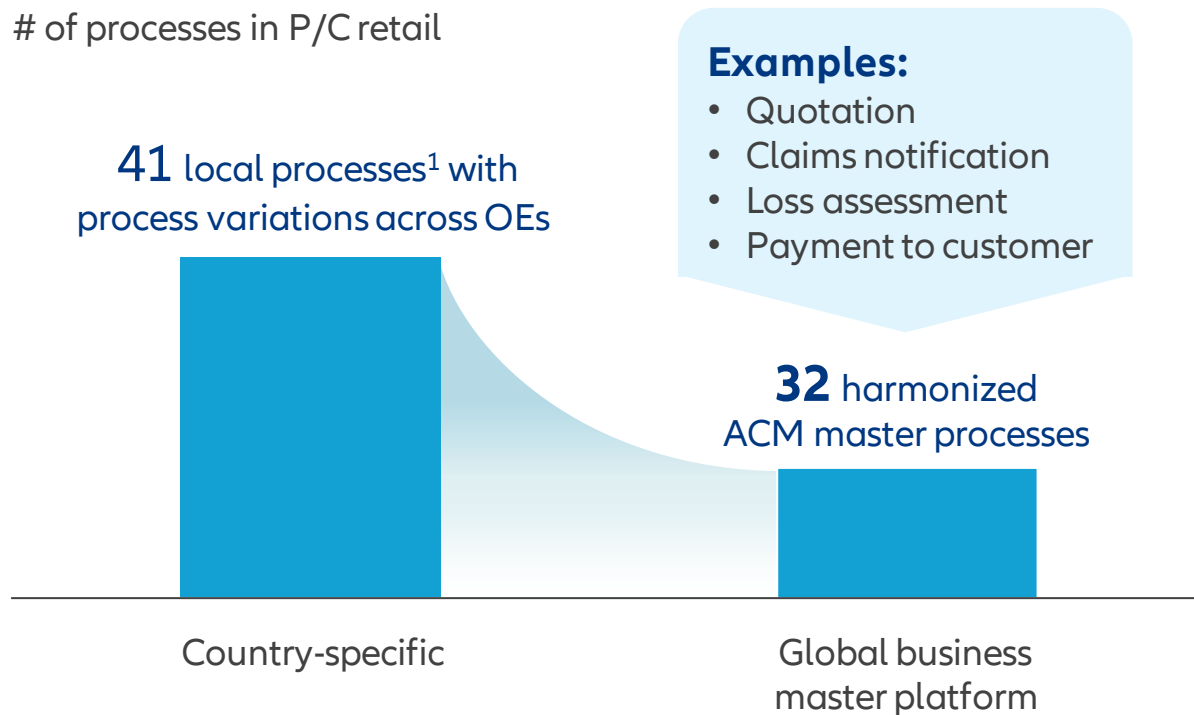 # of processes in P/C retail
41 local processes¹ with
process variations across OEs
Examples:
• Quotation
• Claims notification
• Loss assessment
• Payment to customer
32 harmonized
ACM master processes
Country-specific
Global business
master platform